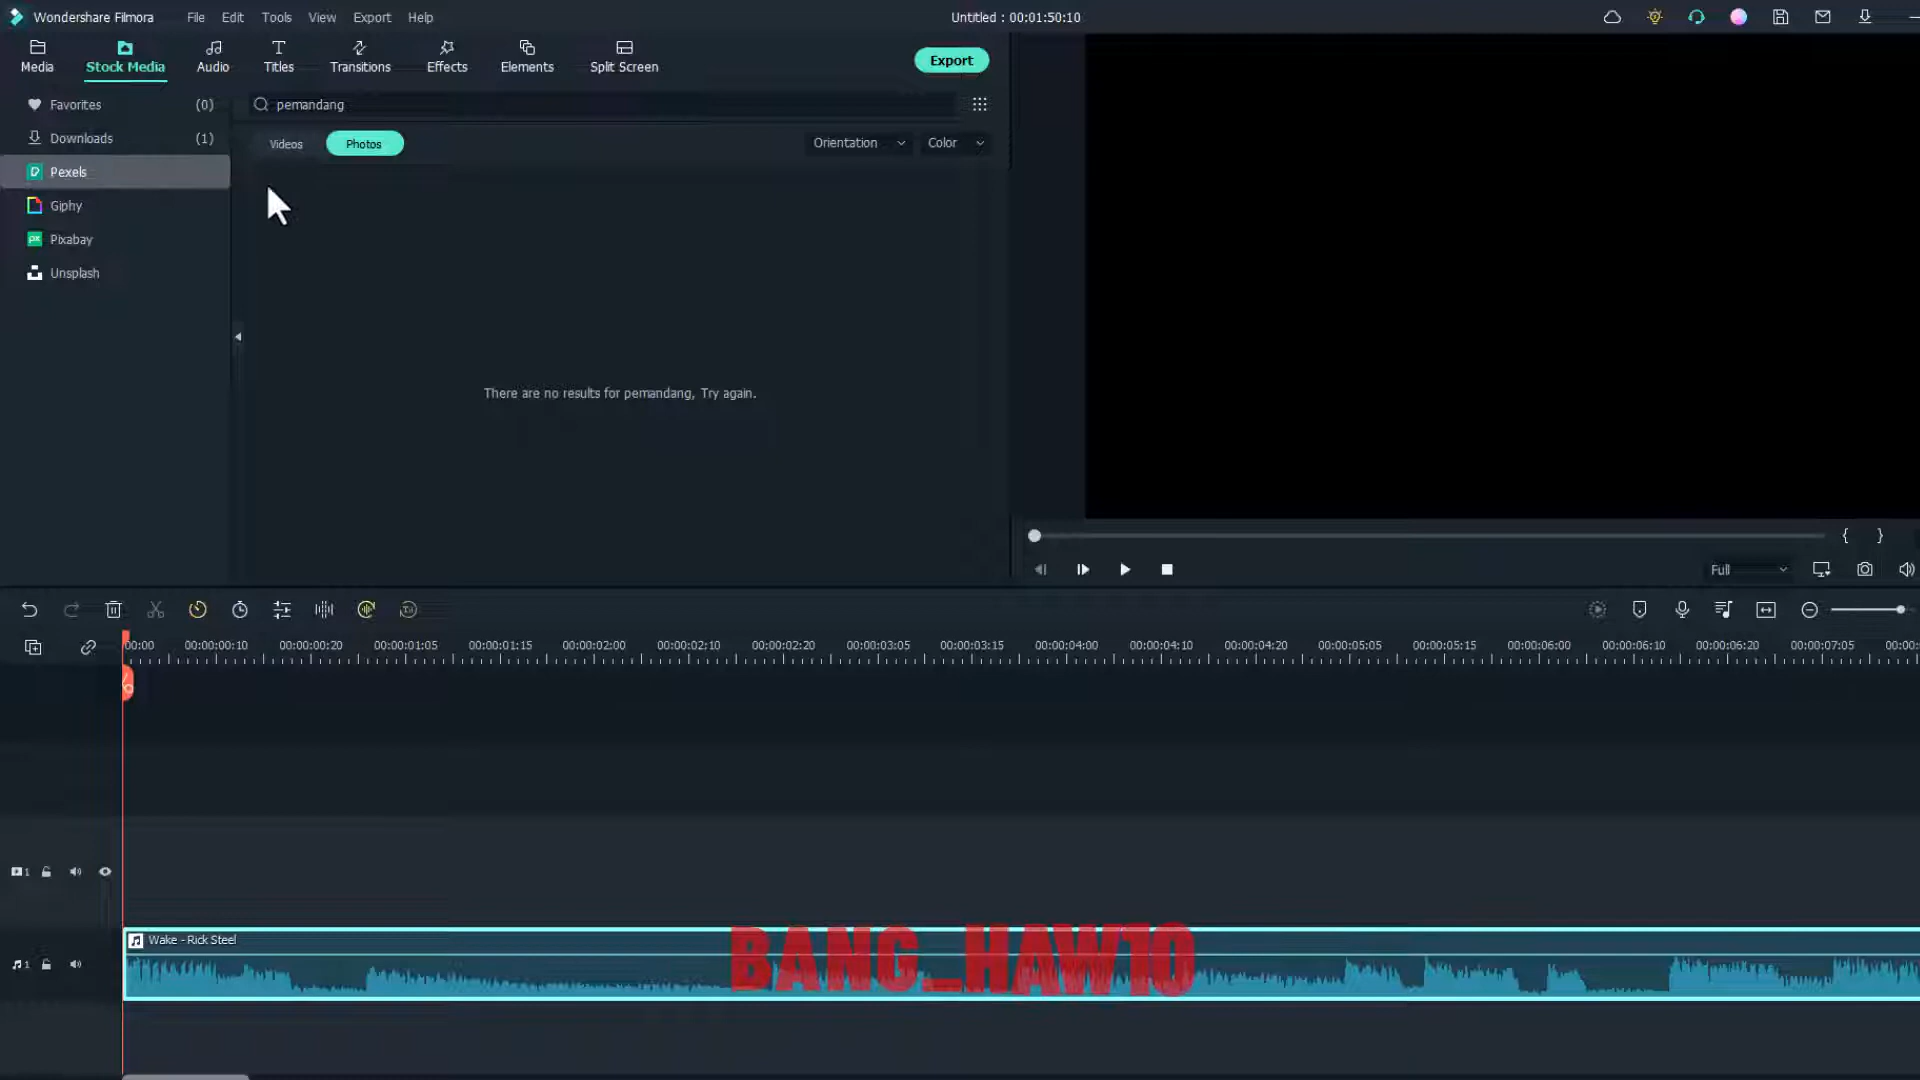 Wondershare Filmora File Edit Tools View Export Help Untitled : 00:01:50:10
Media Stock Media Audio Titles Transitions Effects Elements Split Screen Export
Favorites (0)
pemandang
Downloads (1)
Videos Photos Orientation Color
Pexels
Giphy
Pixabay
Unsplash
There are no results for pemandang, Try again.
Full
00:00 00:00:00:10 00:00:00:20 00:00:01:05 00:00:01:15 00:00:02:00 00:00:02:10 00:00:02:20 00:00:03:05 00:00:03:15 00:00:04:00 00:00:04:10 00:00:04:20 00:00:05:05 00:00:05:15 00:00:06:00 00:00:06:10 00:00:06:20 00:00:07:05 00:00:
1
Wake - Rick Steel
BANG_HAW10
1